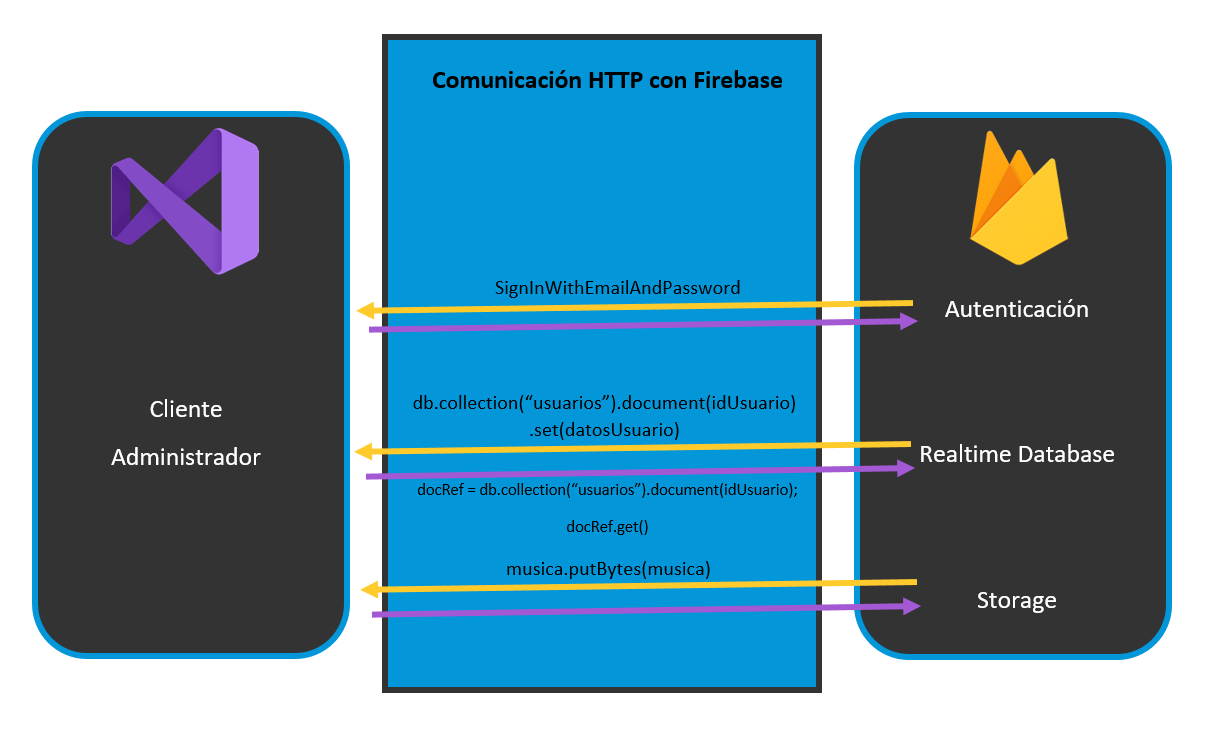 Comunicación HTTP con Firebase
SignInWithEmailAndPassword
Autenticación
Cliente
Administrador
db.collection(“usuarios”).document(idUsuario)
.set(datosUsuario)
Realtime Database
docRef = db.collection(“usuarios”).document(idUsuario);
docRef.get()
musica.putBytes(musica)
Storage